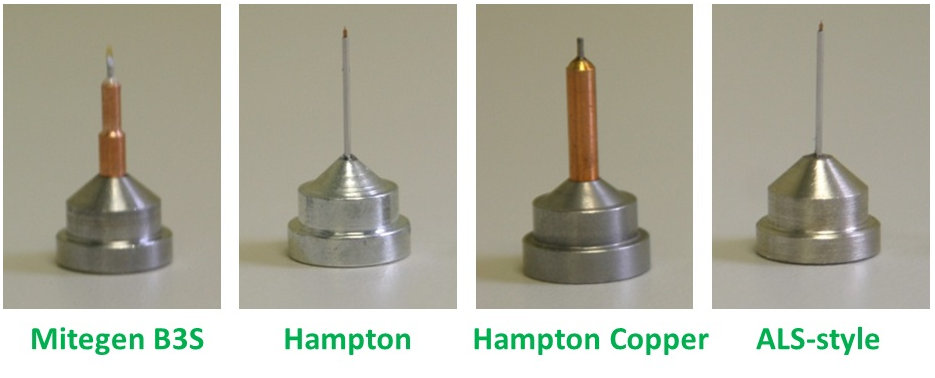 Mitegen B3S
Hampton
Hampton Copper
ALS-style